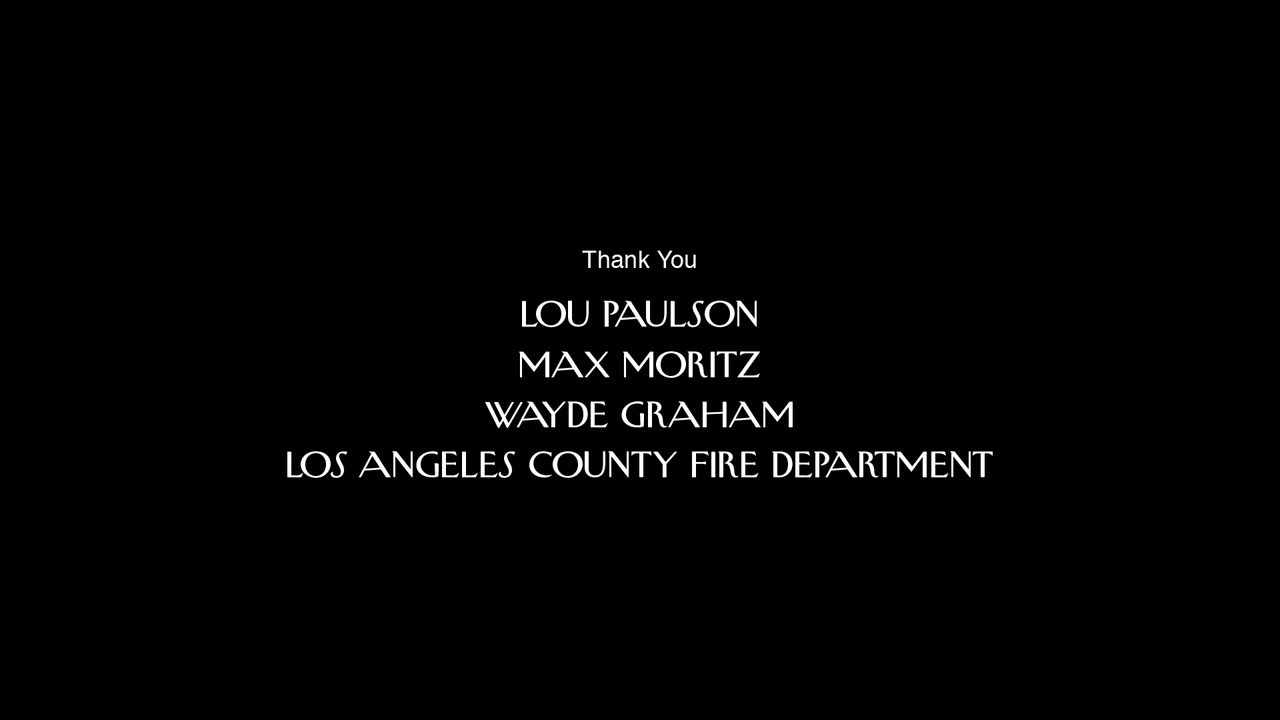 Thank You
LOU PAULSON
MAX MORITZ
WAYDE GRAHAM
LOS ANGELES COUNTY FIRE DEPARTMENT